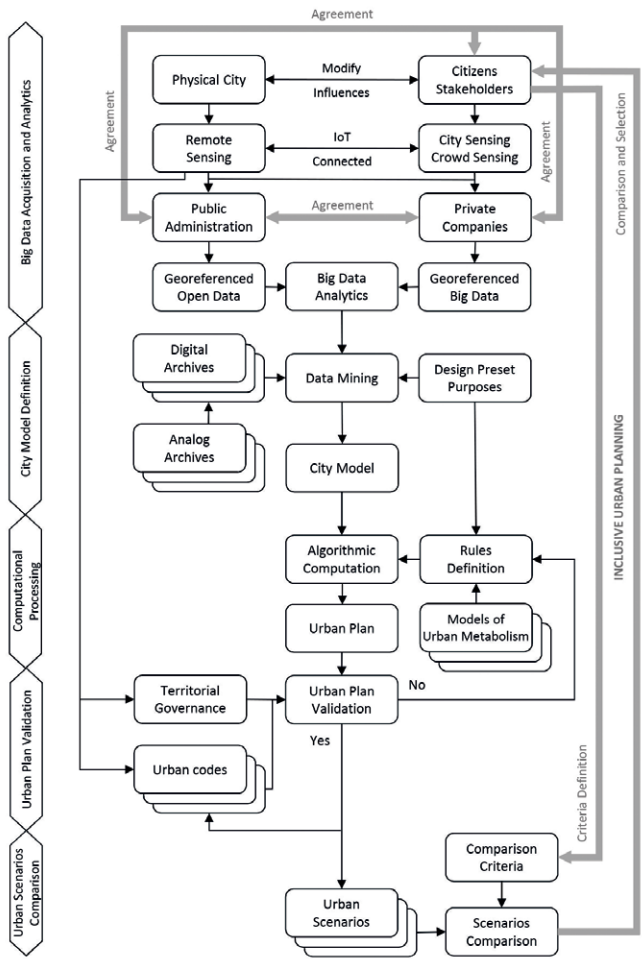 Agreement
Physical City
Modify
Influences
Citizens
Stakeholders
Agreement
Remote
Sensing
IoT
Connected
City Sensing
Crowd Sensing
Agreement
Public
Administration
Agreement
Private
Companies
Georeferenced
Open Data
Big Data
Analytics
Georeferenced
Big Data
Big Data Acquisition and Analytics
Comparison and Selection
Digital
Archives
Data Mining
Design Preset
Purposes
Analog
Archives
City Model
City Model Definition
INCLUSIVE URBAN PLANNING
Algorithmic
Computation
Rules
Definition
Urban Plan
Models of
Urban Metabolism
Computational
Processing
Territorial
Governance
Urban Plan
Validation
No
Yes
Urban codes
Urban Plan Validation
Criteria Definition
Comparison
Criteria
Urban
Scenarios
Scenarios
Comparison
Urban Scenarios
Comparison